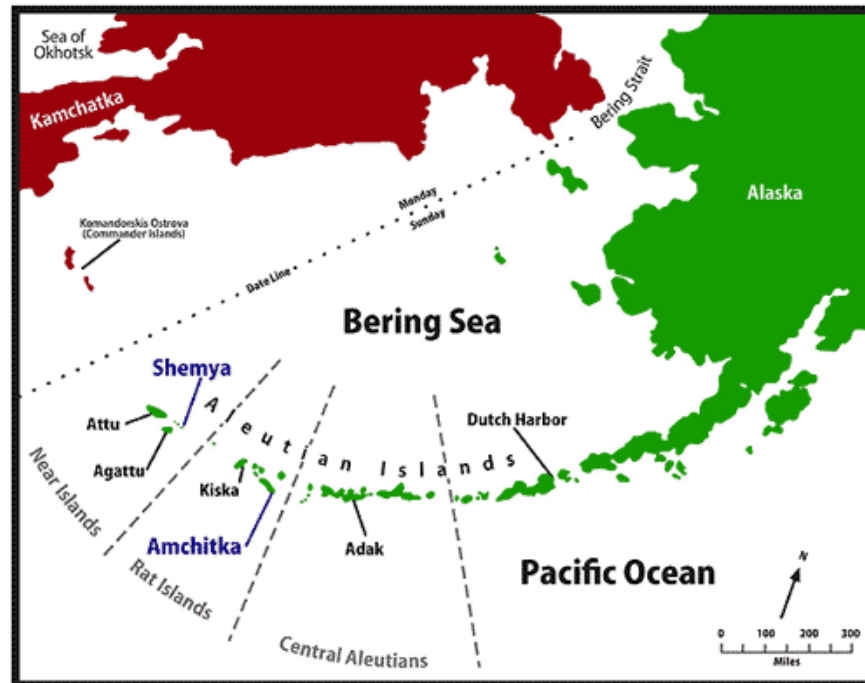 Sea of
Okhotsk
Kamchatka
Bering Strait
Alaska
Komandorskis Ostrova
(Commander Islands)
Monday
Sunday
Date Line
Bering Sea
Shemya
Attu
Agattu
Aleutian Islands
Dutch Harbor
Kiska
Amchitka
Adak
Near Islands
Rat Islands
Central Aleutians
Pacific Ocean
N
0 100 200 300
Miles